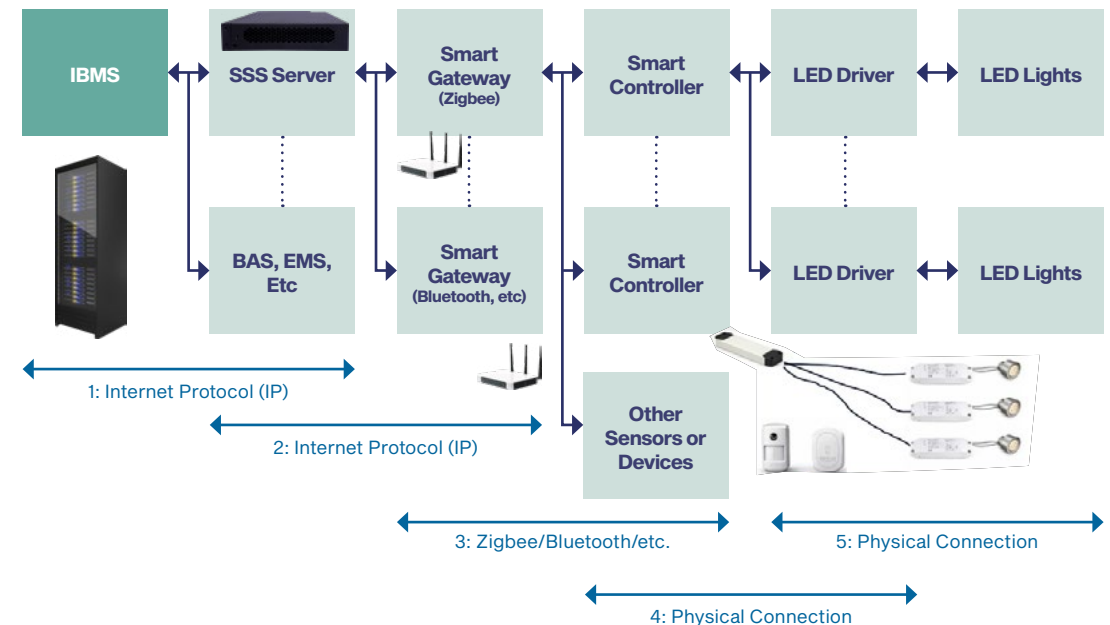 IBMS
SSS Server
Smart
Gateway
(Zigbee)
Smart
Controller
LED Driver
LED Lights
BAS, EMS,
Etc
Smart
Gateway
(Bluetooth, etc)
Smart
Controller
LED Driver
LED Lights
1: Internet Protocol (IP)
2: Internet Protocol (IP)
Other
Sensors or
Devices
3: Zigbee/Bluetooth/etc.
5: Physical Connection
4: Physical Connection